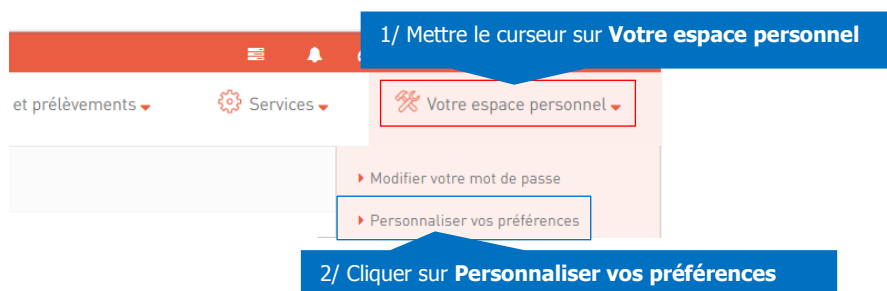 1/ Mettre le curseur sur Votre espace personnel
et prélèvements
Services
Votre espace personnel
Modifier votre mot de passe
Personnaliser vos préférences
2/ Cliquer sur Personnaliser vos préférences